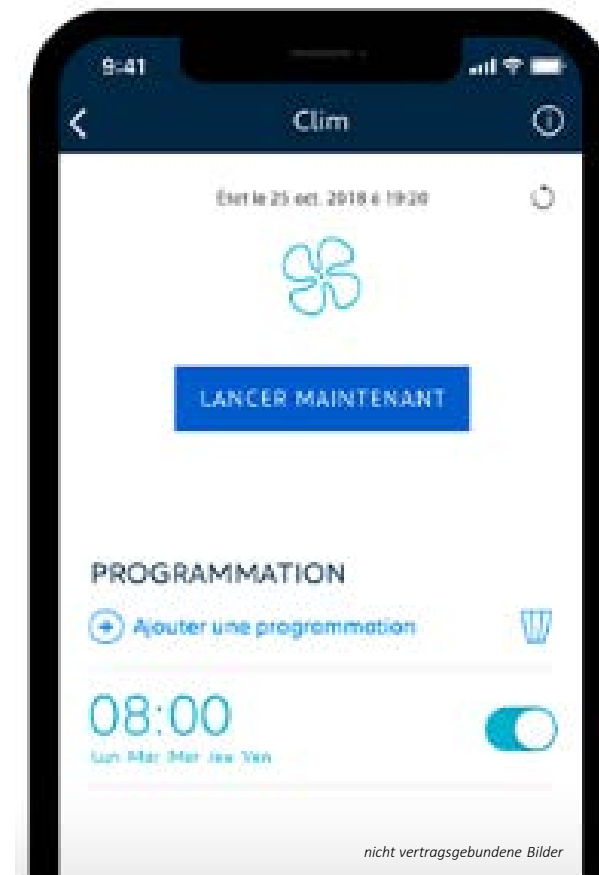 9:41
Clim
État le 25 oct. 2018 à 19:20
LANCER MAINTENANT
PROGRAMMATION
Ajouter une programmation
08:00
Lun Mar Mer Jeu Ven
nicht vertragsgebundene Bilder